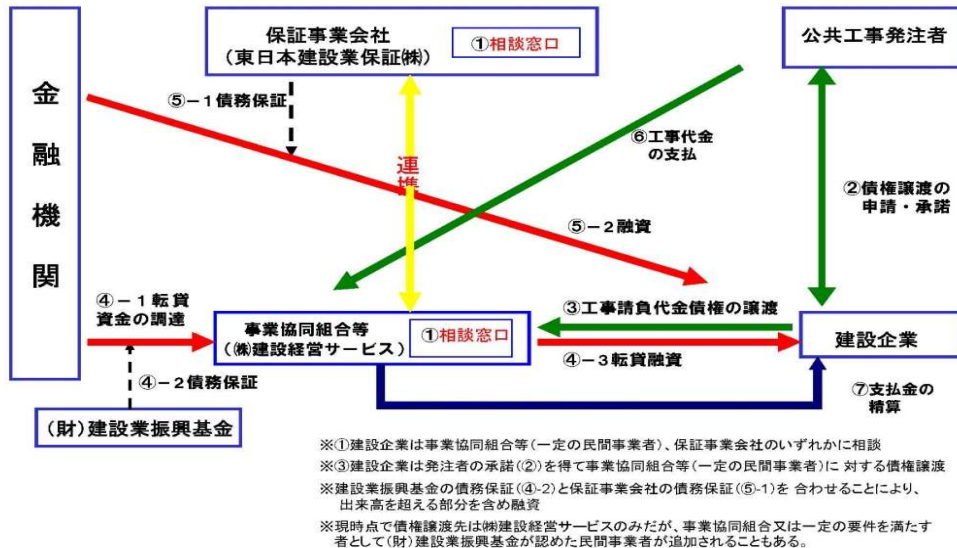 保証事業会社
(東日本建設業保証㈱)
①相談窓口
公共工事発注者
金融機関
⑤－1債務保証
⑥工事代金
の支払
連携
②債権譲渡の
申請・承諾
⑤－2融資
④－1転貸
資金の調達
③工事請負代金債権の譲渡
事業協同組合等
(㈱建設経営サービス)
①相談窓口
建設企業
④－3転貸融資
④－2債務保証
⑦支払金の
精算
(財)建設業振興基金
※①建設企業は事業協同組合等(一定の民間事業者)、保証事業会社のいずれかに相談
※③建設企業は発注者の承諾(②)を得て事業協同組合等(一定の民間事業者)に 対する債権譲渡
※建設業振興基金の債務保証(④-2)と保証事業会社の債務保証(⑤-1)を 合わせることにより、
出来高を超える部分を含め融資
※現時点で債権譲渡先は㈱建設経営サービスのみだが、事業協同組合又は一定の要件を満たす
者として(財)建設業振興基金が認めた民間事業者が追加されることもある。